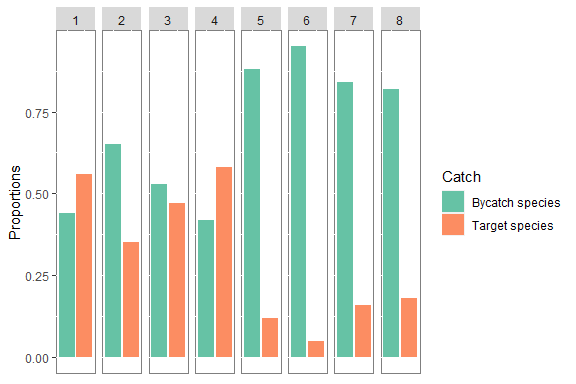 1 2 3 4 5 6 7 8
Proportions
0.75
0.50
0.25
0.00
Catch
Bycatch species
Target species